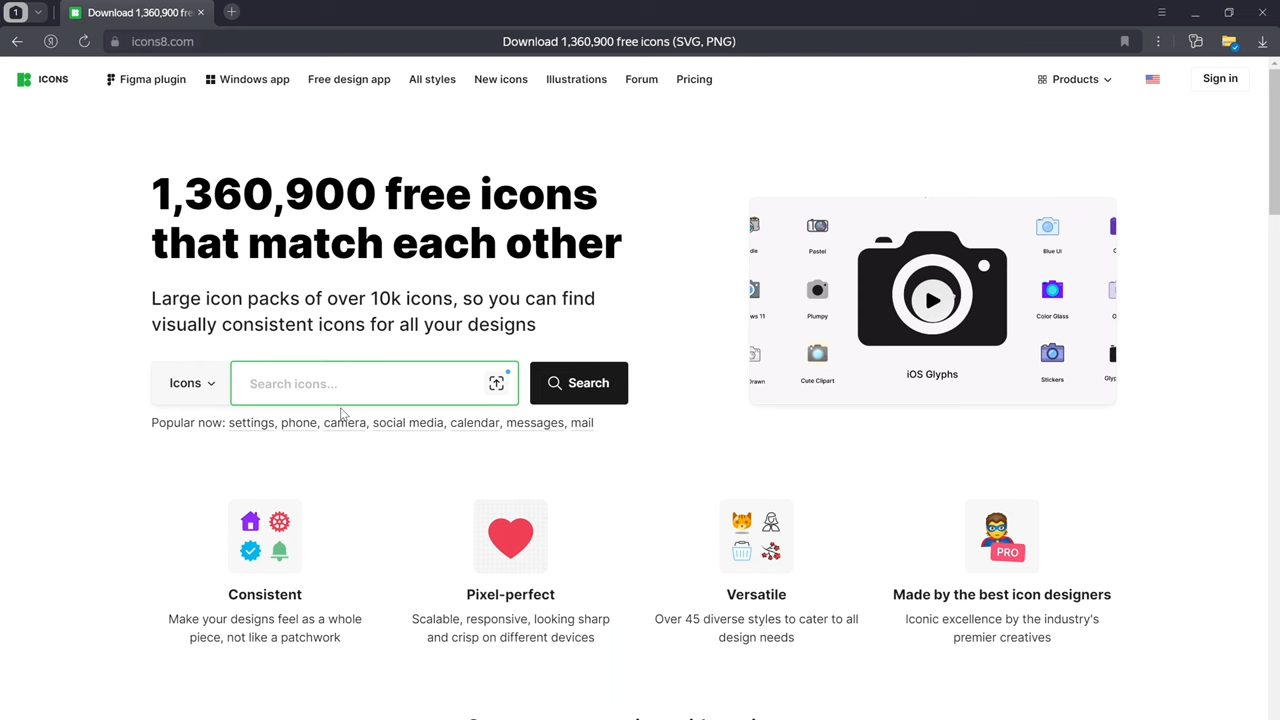 1
Download 1,360,900 fre
icons8.com
Download 1,360,900 free icons (SVG, PNG)
ICONS
Figma plugin
Windows app
Free design app
All styles
New icons
Illustrations
Forum
Pricing
Products
Sign in
1,360,900 free icons
that match each other
Large icon packs of over 10k icons, so you can find
visually consistent icons for all your designs
Icons
Search icons...
Search
Popular now: settings, phone, camera, social media, calendar, messages, mail
Pastel
Blue UI
Plumpy
Color Glass
Cute Clipart
iOS Glyphs
Stickers
PRO
Consistent
Make your designs feel as a whole
piece, not like a patchwork
Pixel-perfect
Scalable, responsive, looking sharp
and crisp on different devices
Versatile
Over 45 diverse styles to cater to all
design needs
Made by the best icon designers
Iconic excellence by the industry's
premier creatives